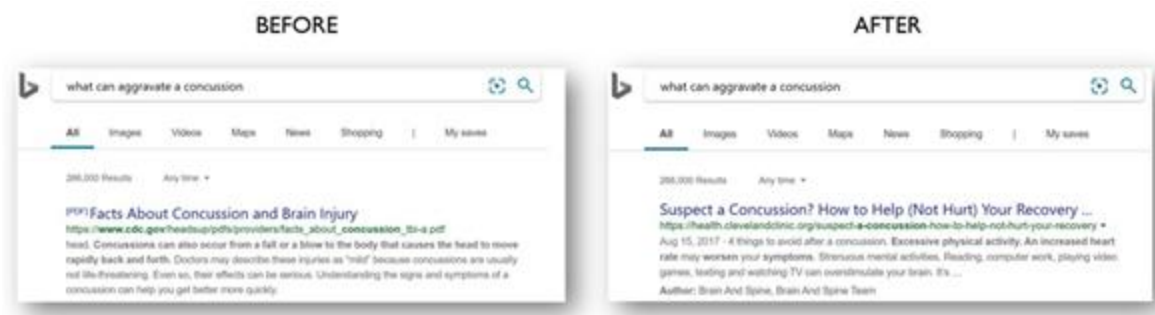 BEFORE
what can aggravate a concussion
All Images Videos Maps News Shopping | My saves
286,000 Results Any time
[PDF] Facts About Concussion and Brain Injury
https://www.cdc.gov/headsup/pdfs/providers/facts_about_concussion_tbi-a.pdf
head. Concussions can also occur from a fall or a blow to the body that causes the head to move
rapidly back and forth. Doctors may describe these injuries as "mild" because concussions are usually
not life-threatening. Even so, their effects can be serious. Understanding the signs and symptoms of a
concussion can help you get better more quickly.
AFTER
what can aggravate a concussion
All Images Videos Maps News Shopping | My saves
286,000 Results Any time
Suspect a Concussion? How to Help (Not Hurt) Your Recovery ...
https://health.clevelandclinic.org/suspect-a-concussion-how-to-help-not-hurt-your-recovery
Aug 15, 2017 - 4 things to avoid after a concussion. Excessive physical activity. An increased heart
rate may worsen your symptoms. Strenuous mental activities. Reading, computer work, playing video
games, texting and watching TV can overstimulate your brain. It's ...
Author: Brain And Spine, Brain And Spine Team